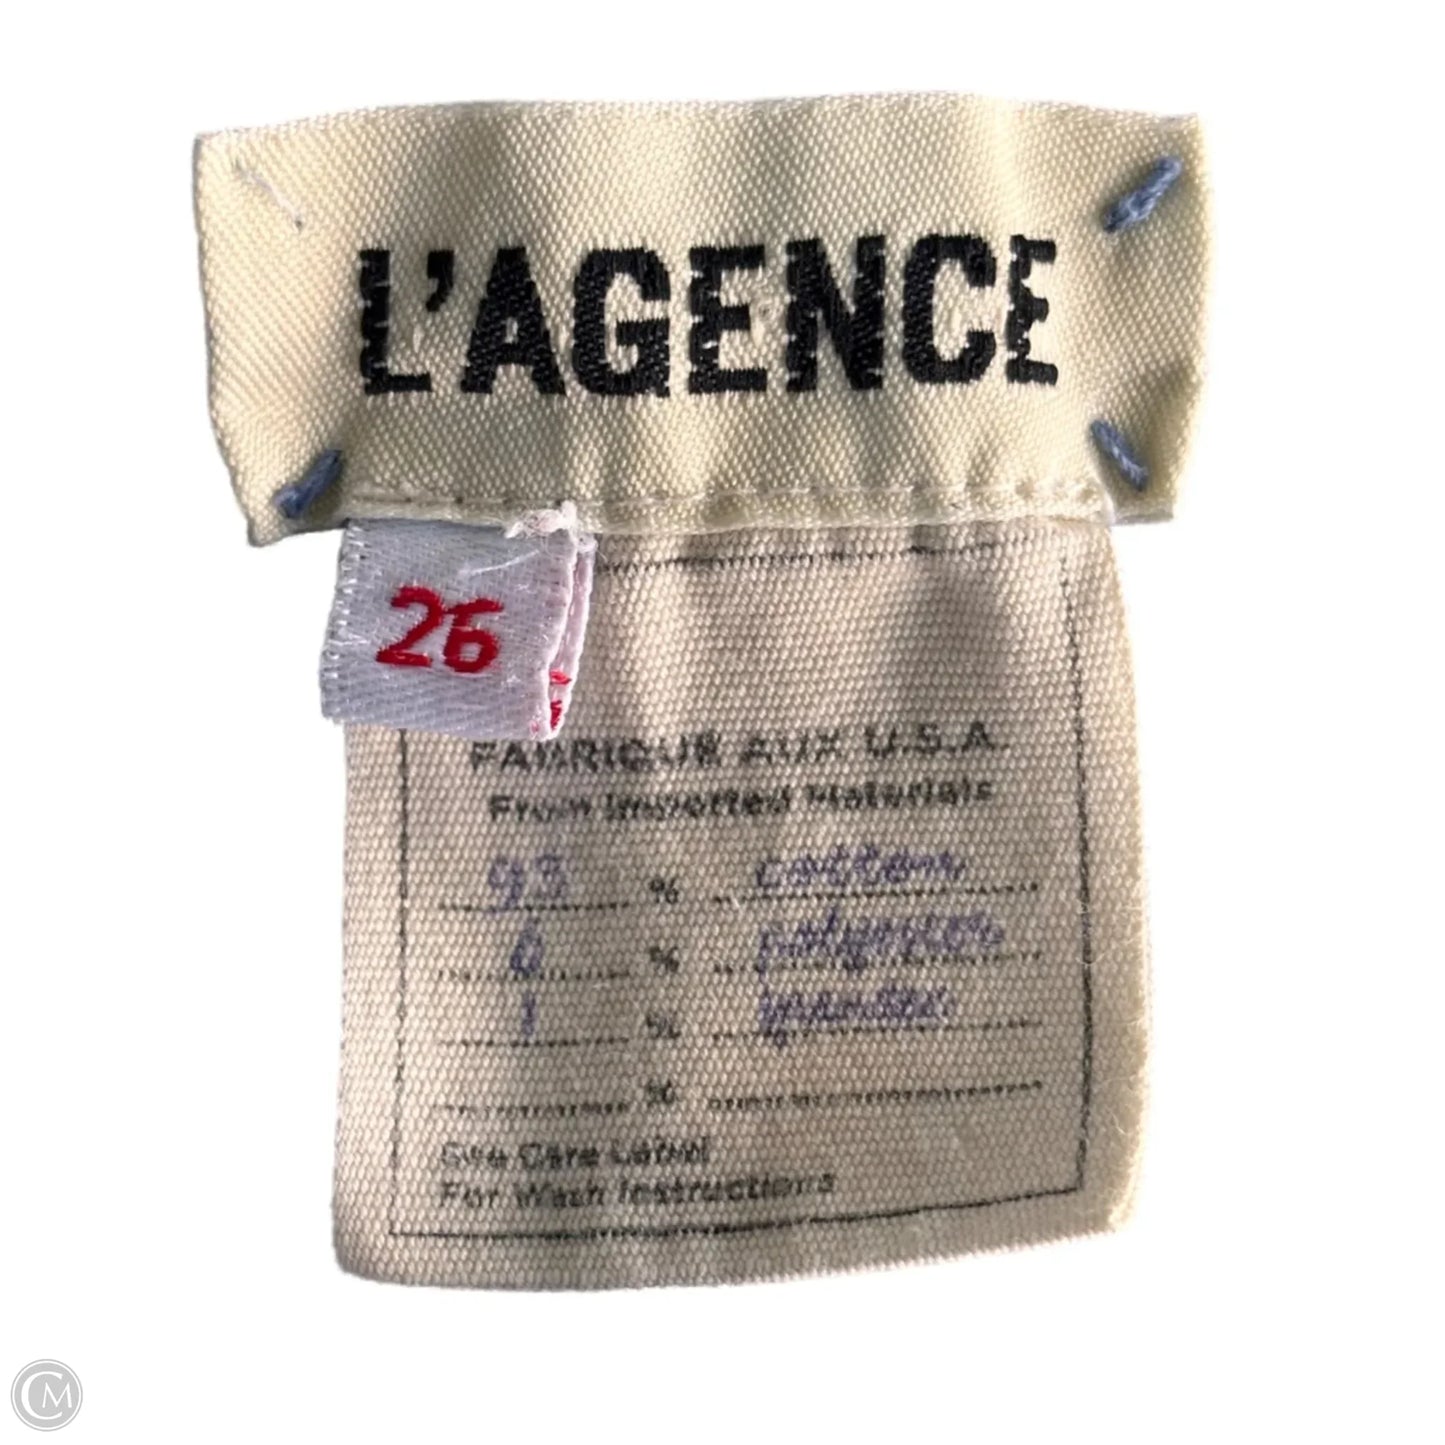 L'AGENCE
26
FABRIQUE AUX U.S.A.
From Imported Materials
93 % cotton
6 % polyester
1 % spandex
%
See Care Label
For Wash Instructions
CM